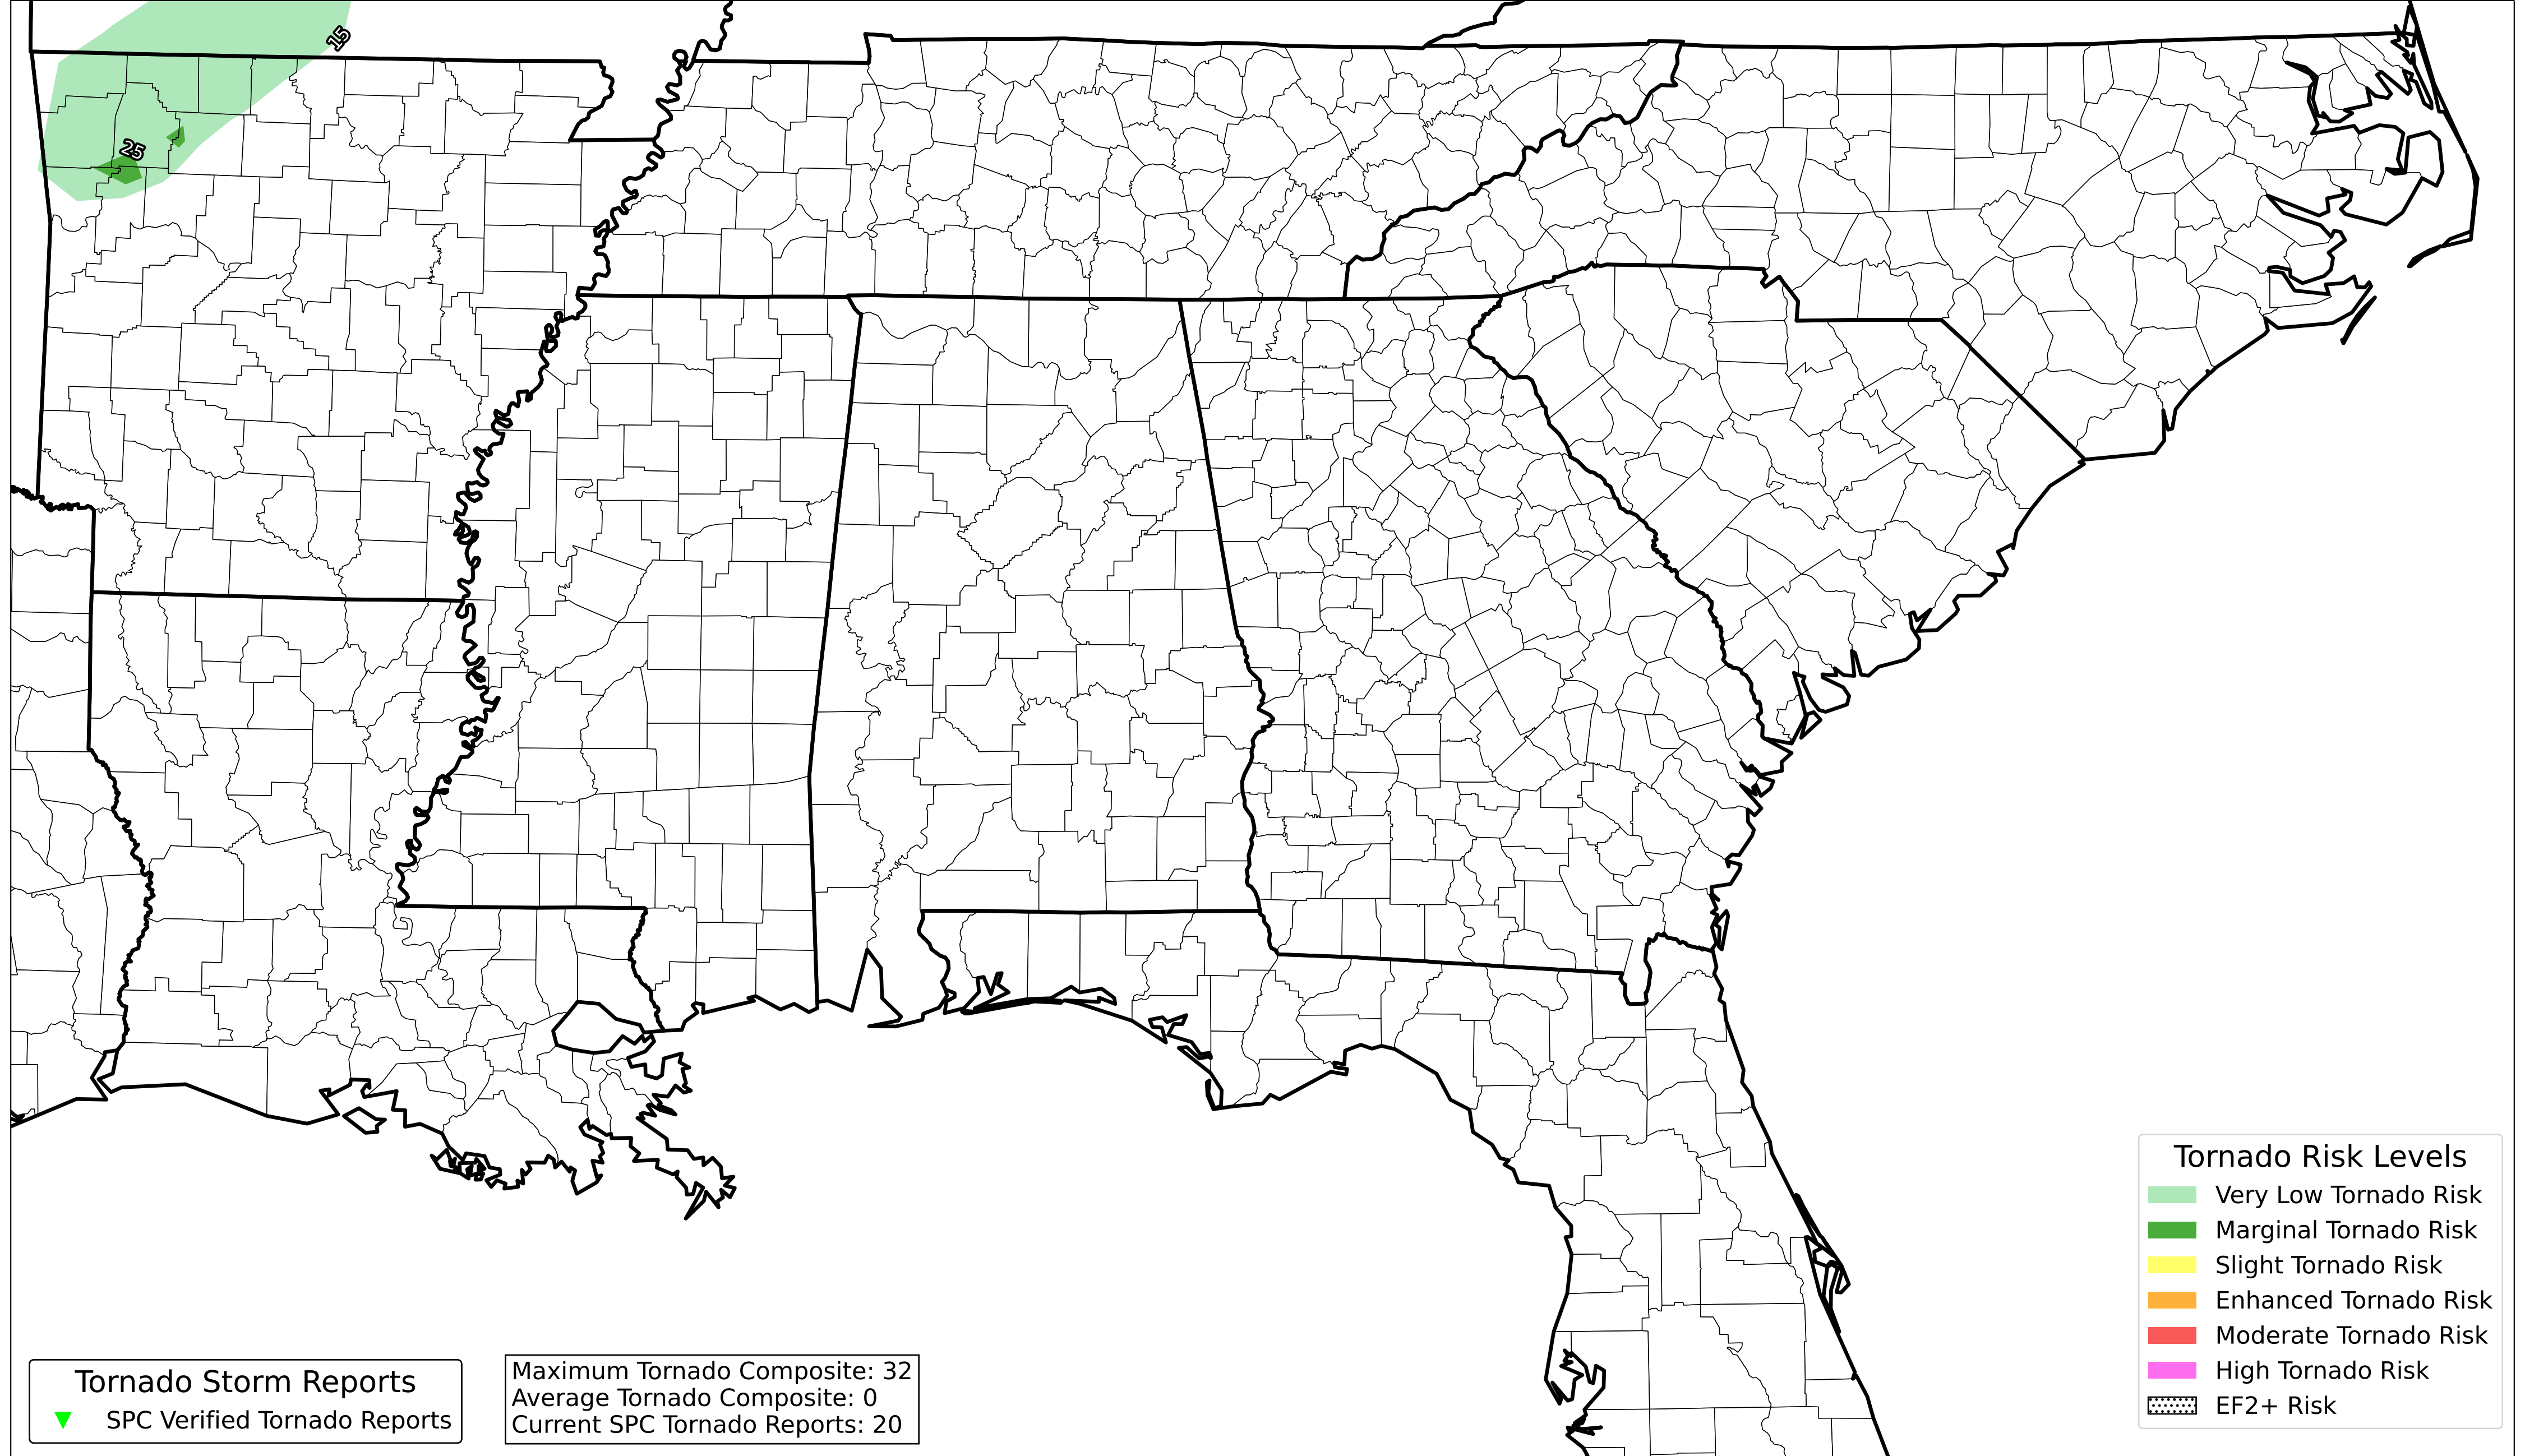 15
25
Tornado Risk Levels
Very Low Tornado Risk
Marginal Tornado Risk
Slight Tornado Risk
Enhanced Tornado Risk
Moderate Tornado Risk
High Tornado Risk
EF2+ Risk
Tornado Storm Reports
SPC Verified Tornado Reports
Maximum Tornado Composite: 32
Average Tornado Composite: 0
Current SPC Tornado Reports: 20